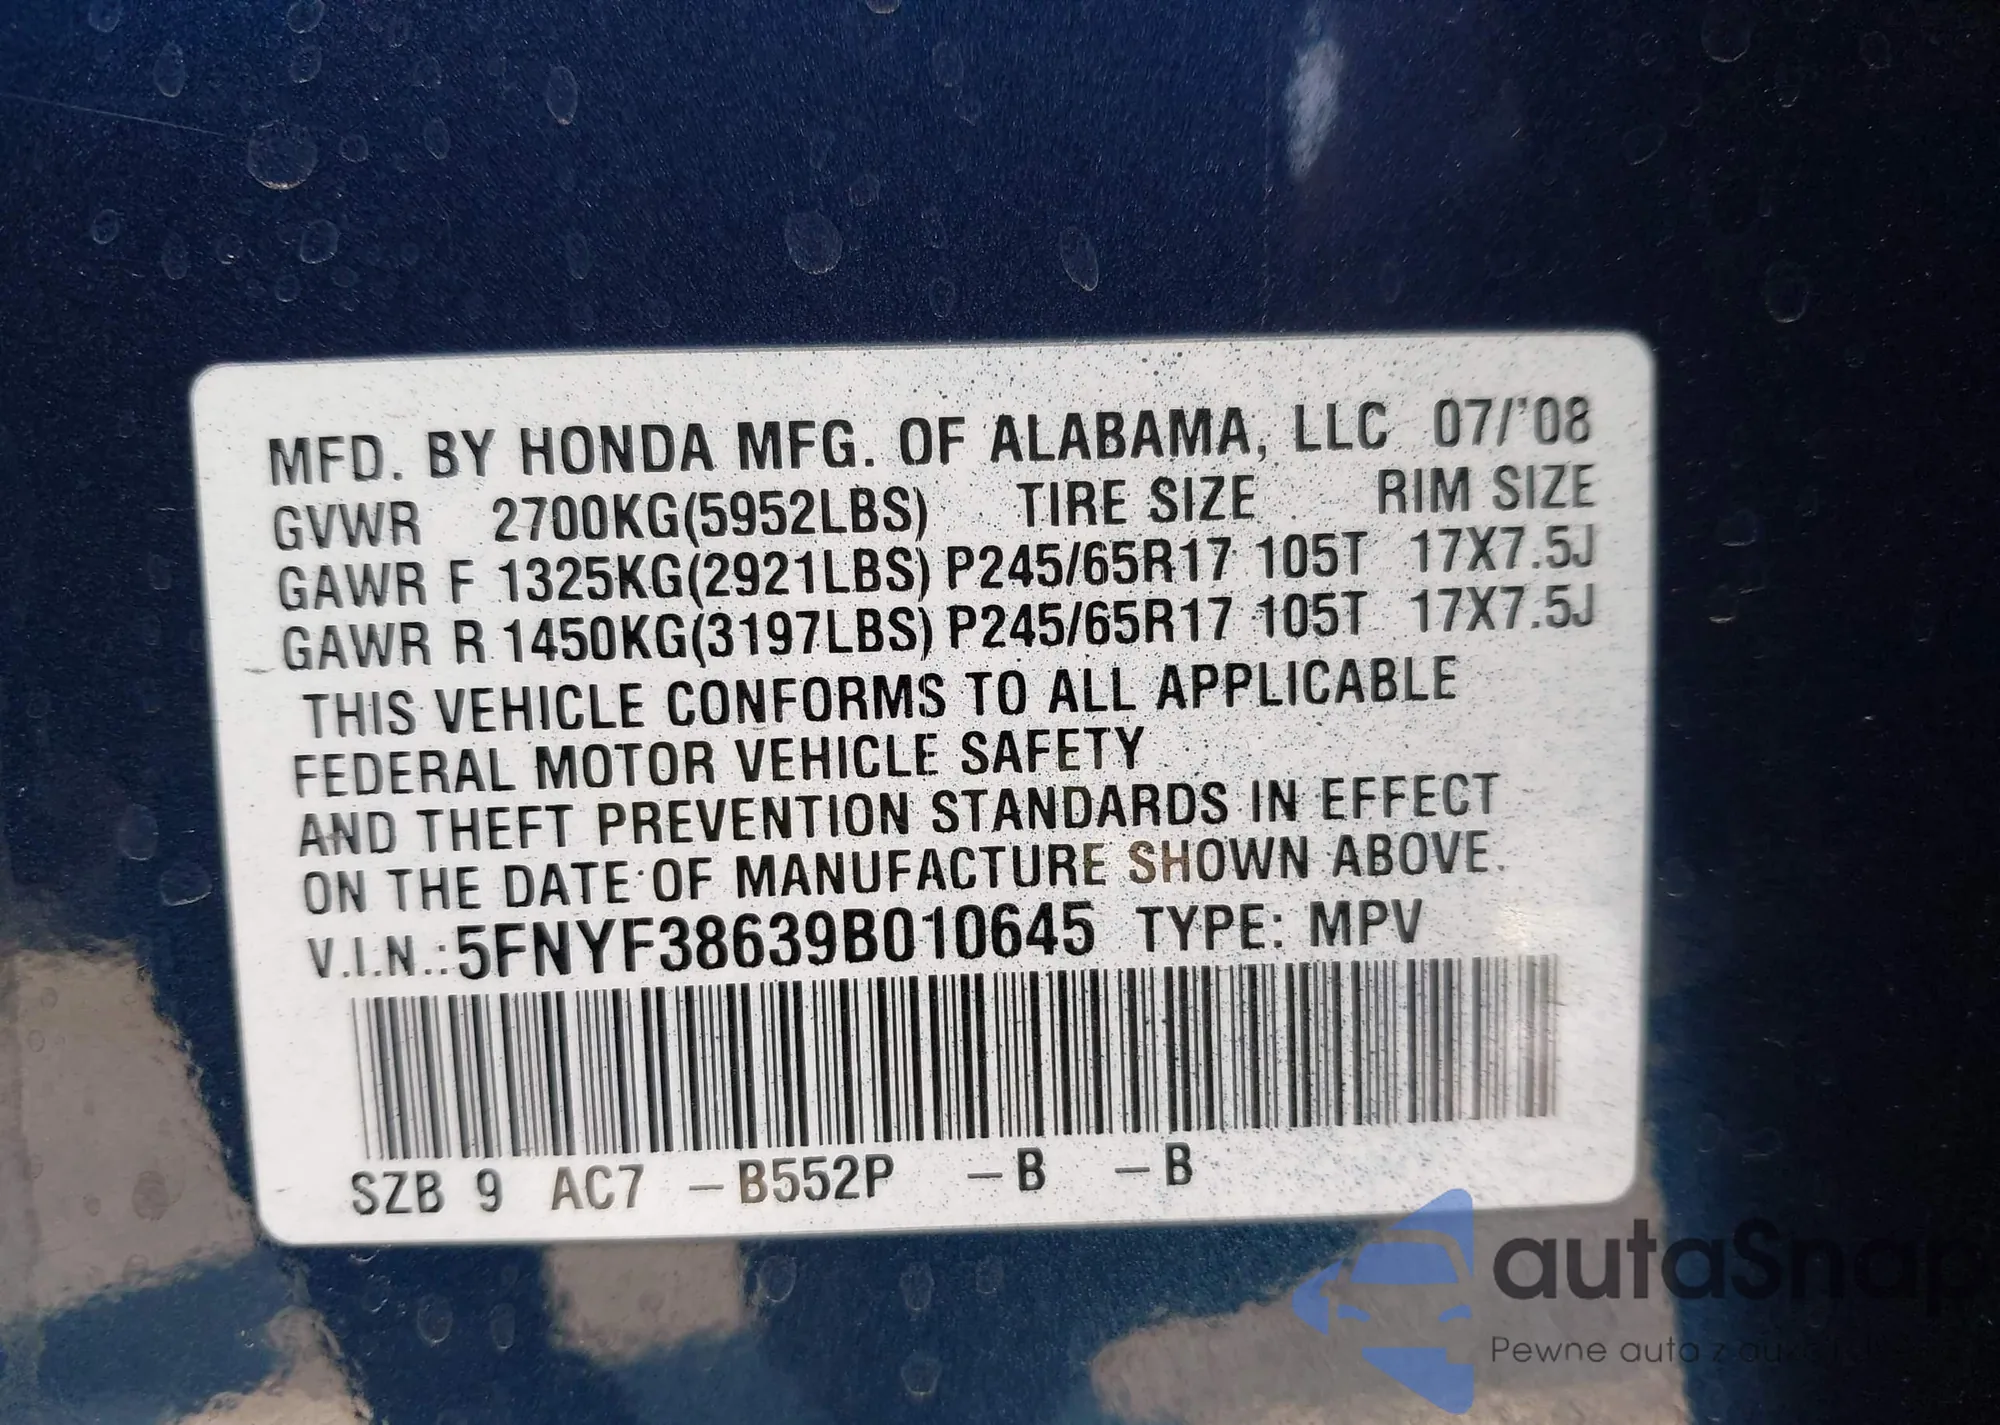 MFD. BY HONDA MFG. OF ALABAMA, LLC 07/'08
GVWR 2700KG(5952LBS) TIRE SIZE RIM SIZE
GAWR F 1325KG(2921LBS) P245/65R17 105T 17X7.5J
GAWR R 1450KG(3197LBS) P245/65R17 105T 17X7.5J
THIS VEHICLE CONFORMS TO ALL APPLICABLE
FEDERAL MOTOR VEHICLE SAFETY
AND THEFT PREVENTION STANDARDS IN EFFECT
ON THE DATE OF MANUFACTURE SHOWN ABOVE.
V.I.N.:5FNYF38639B010645 TYPE: MPV
SZB 9 AC7 –B552P –B –B
autaSnap
Pewne auta z